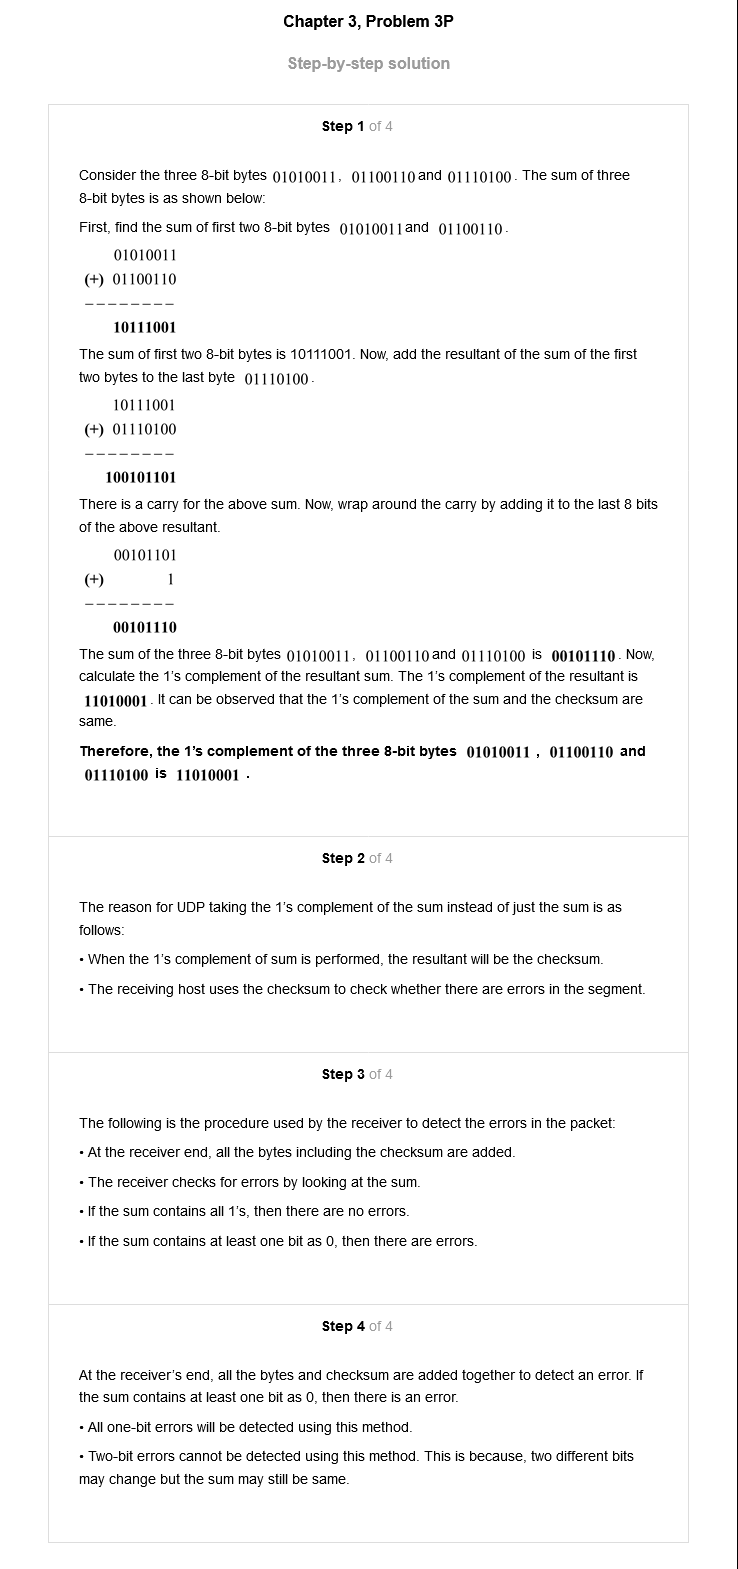 Chapter 3, Problem 3P
Step-by-step solution
Step 1 of 4
Consider the three 8-bit bytes 01010011, 01100110 and 01110100. The sum of three
8-bit bytes is as shown below:
First, find the sum of first two 8-bit bytes 01010011 and 01100110.
01010011
(+) 01100110
– – – – – – – –
10111001
The sum of first two 8-bit bytes is 10111001. Now, add the resultant of the sum of the first
two bytes to the last byte 01110100.
10111001
(+) 01110100
– – – – – – – –
100101101
There is a carry for the above sum. Now, wrap around the carry by adding it to the last 8 bits
of the above resultant.
00101101
(+) 1
– – – – – – – –
00101110
The sum of the three 8-bit bytes 01010011, 01100110 and 01110100 is 00101110. Now,
calculate the 1's complement of the resultant sum. The 1's complement of the resultant is
11010001. It can be observed that the 1's complement of the sum and the checksum are
same.
Therefore, the 1's complement of the three 8-bit bytes 01010011, 01100110 and
01110100 is 11010001.
Step 2 of 4
The reason for UDP taking the 1's complement of the sum instead of just the sum is as
follows:
• When the 1's complement of sum is performed, the resultant will be the checksum.
• The receiving host uses the checksum to check whether there are errors in the segment.
Step 3 of 4
The following is the procedure used by the receiver to detect the errors in the packet:
• At the receiver end, all the bytes including the checksum are added.
• The receiver checks for errors by looking at the sum.
• If the sum contains all 1's, then there are no errors.
• If the sum contains at least one bit as 0, then there are errors.
Step 4 of 4
At the receiver's end, all the bytes and checksum are added together to detect an error. If
the sum contains at least one bit as 0, then there is an error.
• All one-bit errors will be detected using this method.
• Two-bit errors cannot be detected using this method. This is because, two different bits
may change but the sum may still be same.